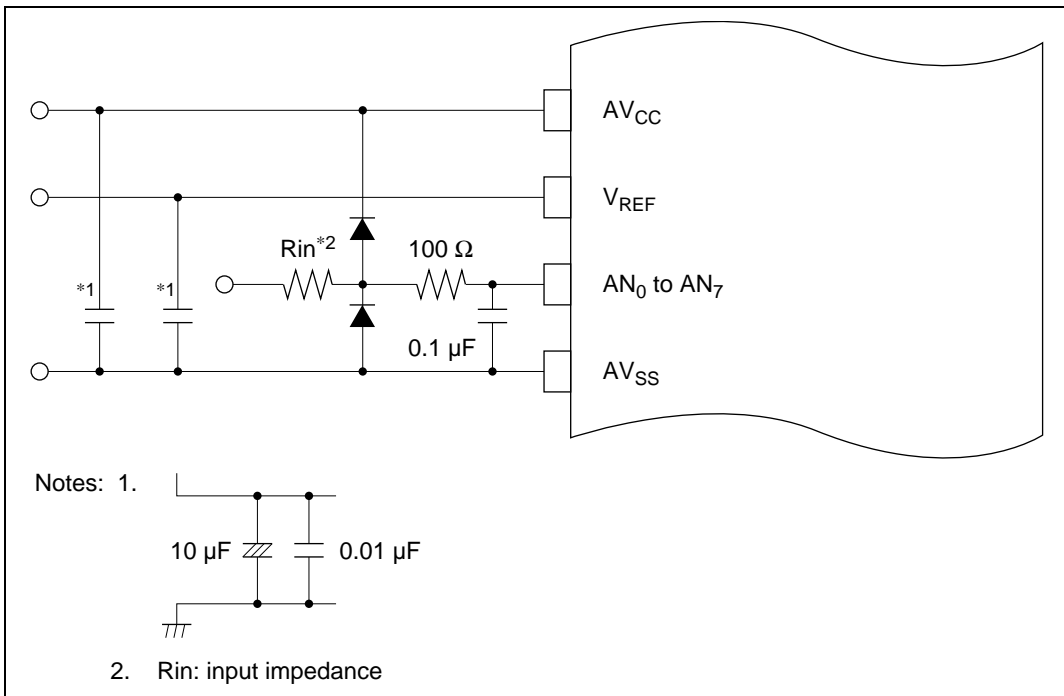 AVCC
VREF
Rin*2
100 Ω
*1
*1
AN0 to AN7
0.1 µF
AVSS
Notes: 1.
10 µF
0.01 µF
2. Rin: input impedance